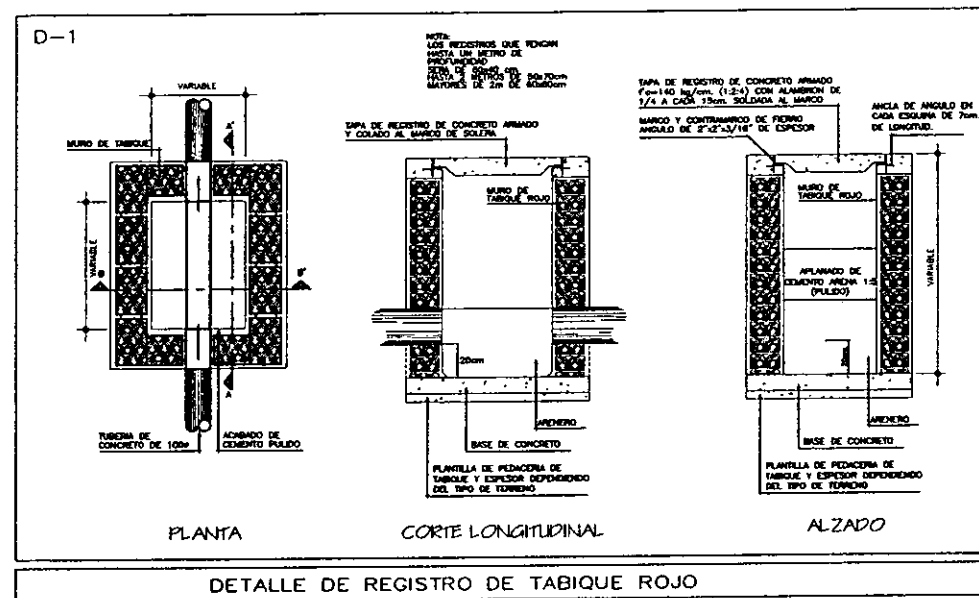 D-1
NOTA:
LOS REGISTROS QUE TENGAN
HASTA UN METRO DE
PROFUNDIDAD
SERA DE 60x40 cm
HASTA 2 METROS DE 50x70cm
MAYORES DE 2m DE 60x80cm
VARIABLE
MURO DE TABIQUE
VARIABLE
B
B'
TUBERIA DE
CONCRETO DE 100ø
ACABADO DE
CEMENTO PULIDO
PLANTA
TAPA DE REGISTRO DE CONCRETO ARMADO
Y COLADO AL MARCO DE SOLERA
MURO DE
TABIQUE ROJO
20cm
ARENERO
BASE DE CONCRETO
PLANTILLA DE PEDACERIA DE
TABIQUE Y ESPESOR DEPENDIENDO
DEL TIPO DE TERRENO
CORTE LONGITUDINAL
TAPA DE REGISTRO DE CONCRETO ARMADO
f'c=140 kg/cm. (1:2:4) CON ALAMBRON DE
1/4 A CADA 15cm. SOLDADA AL MARCO
MARCO Y CONTRAMARCO DE FIERRO
ANGULO DE 2"x2"x3/16" DE ESPESOR
ANCLA DE ANGULO EN
CADA ESQUINA DE 7cm.
DE LONGITUD.
MURO DE
TABIQUE ROJO
APLANADO DE
CEMENTO ARENA 1:5
(PULIDO)
VARIABLE
ARENERO
BASE DE CONCRETO
PLANTILLA DE PEDACERIA DE
TABIQUE Y ESPESOR DEPENDIENDO
DEL TIPO DE TERRENO
ALZADO
DETALLE DE REGISTRO DE TABIQUE ROJO